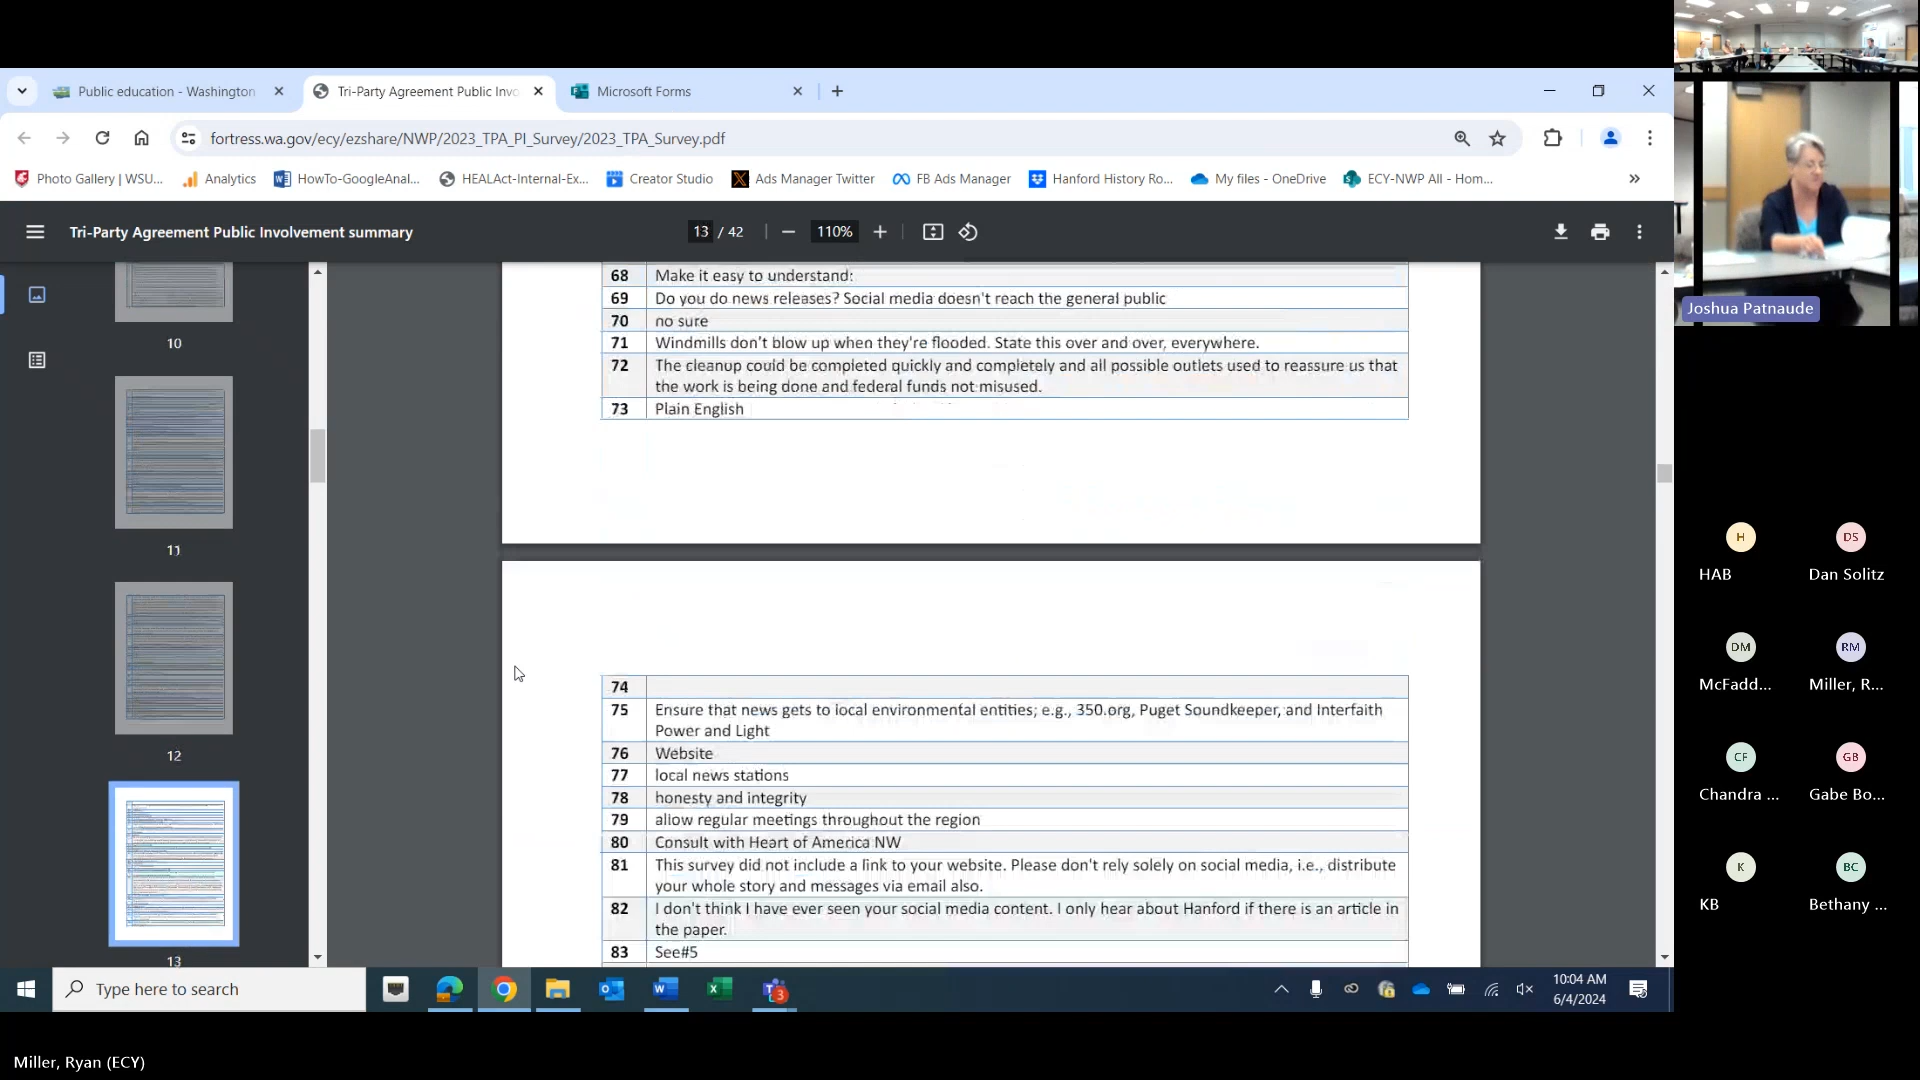 Public education - Washington
Tri-Party Agreement Public Invo
Microsoft Forms
fortress.wa.gov/ecy/ezshare/NWP/2023_TPA_PI_Survey/2023_TPA_Survey.pdf
Photo Gallery | WSU...
Analytics
HowTo-GoogleAnal...
HEALAct-Internal-Ex...
Creator Studio
Ads Manager Twitter
FB Ads Manager
Hanford History Ro...
My files - OneDrive
ECY-NWP All - Hom...
Tri-Party Agreement Public Involvement summary
13 / 42
110%
10
11
12
13
68 Make it easy to understand:
69 Do you do news releases? Social media doesn't reach the general public
70 no sure
71 Windmills don't blow up when they're flooded. State this over and over, everywhere.
72 The cleanup could be completed quickly and completely and all possible outlets used to reassure us that
the work is being done and federal funds not misused.
73 Plain English
74
75 Ensure that news gets to local environmental entities; e.g., 350.org, Puget Soundkeeper, and Interfaith
Power and Light
76 Website
77 local news stations
78 honesty and integrity
79 allow regular meetings throughout the region
80 Consult with Heart of America NW
81 This survey did not include a link to your website. Please don't rely solely on social media, i.e., distribute
your whole story and messages via email also.
82 I don't think I have ever seen your social media content. I only hear about Hanford if there is an article in
the paper.
83 See#5
Type here to search
3
10:04 AM
6/4/2024
Joshua Patnaude
H
HAB
DS
Dan Solitz
DM
McFadd...
RM
Miller, R...
CF
Chandra ...
GB
Gabe Bo...
K
KB
BC
Bethany ...
Miller, Ryan (ECY)